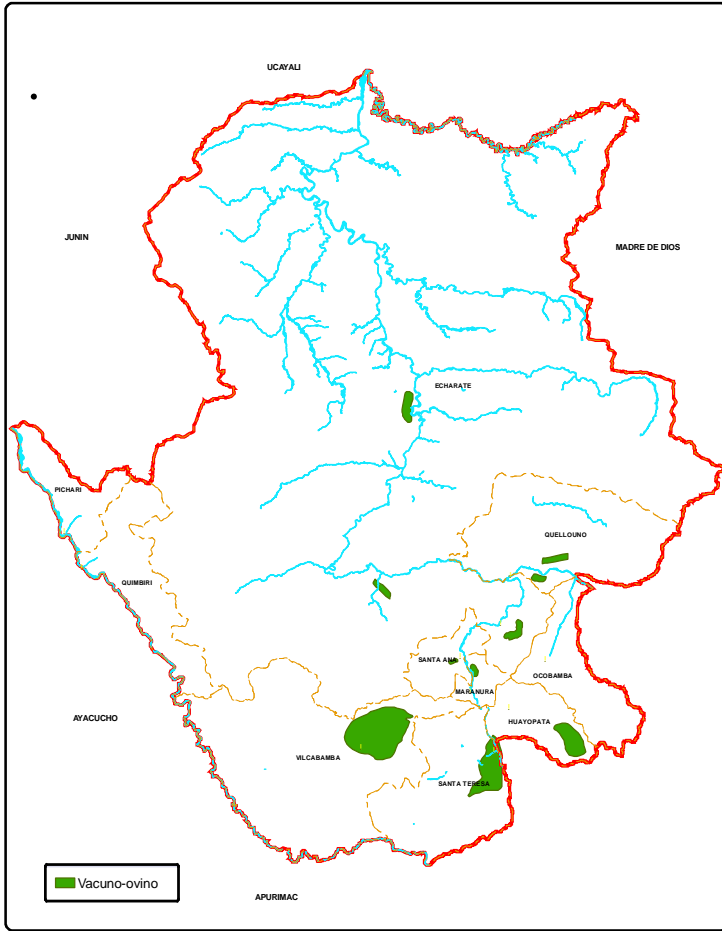 UCAYALI
JUNIN
MADRE DE DIOS
ECHARATE
PICHARI
QUELLOUNO
QUIMBIRI
SANTA ANA
OCOBAMBA
MARANURA
AYACUCHO
HUAYOPATA
VILCABAMBA
SANTA TERESA
Vacuno-ovino
APURIMAC